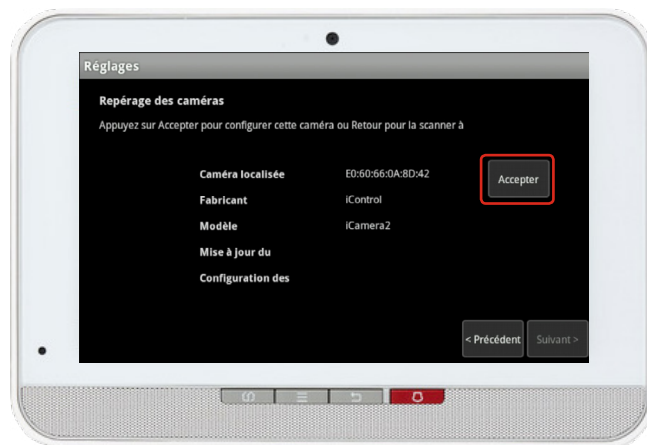 Réglages
Repérage des caméras
Appuyez sur Accepter pour configurer cette caméra ou Retour pour la scanner à
Caméra localisée E0:60:66:0A:8D:42
Accepter
Fabricant iControl
Modèle iCamera2
Mise à jour du
Configuration des
< Précédent Suivant >